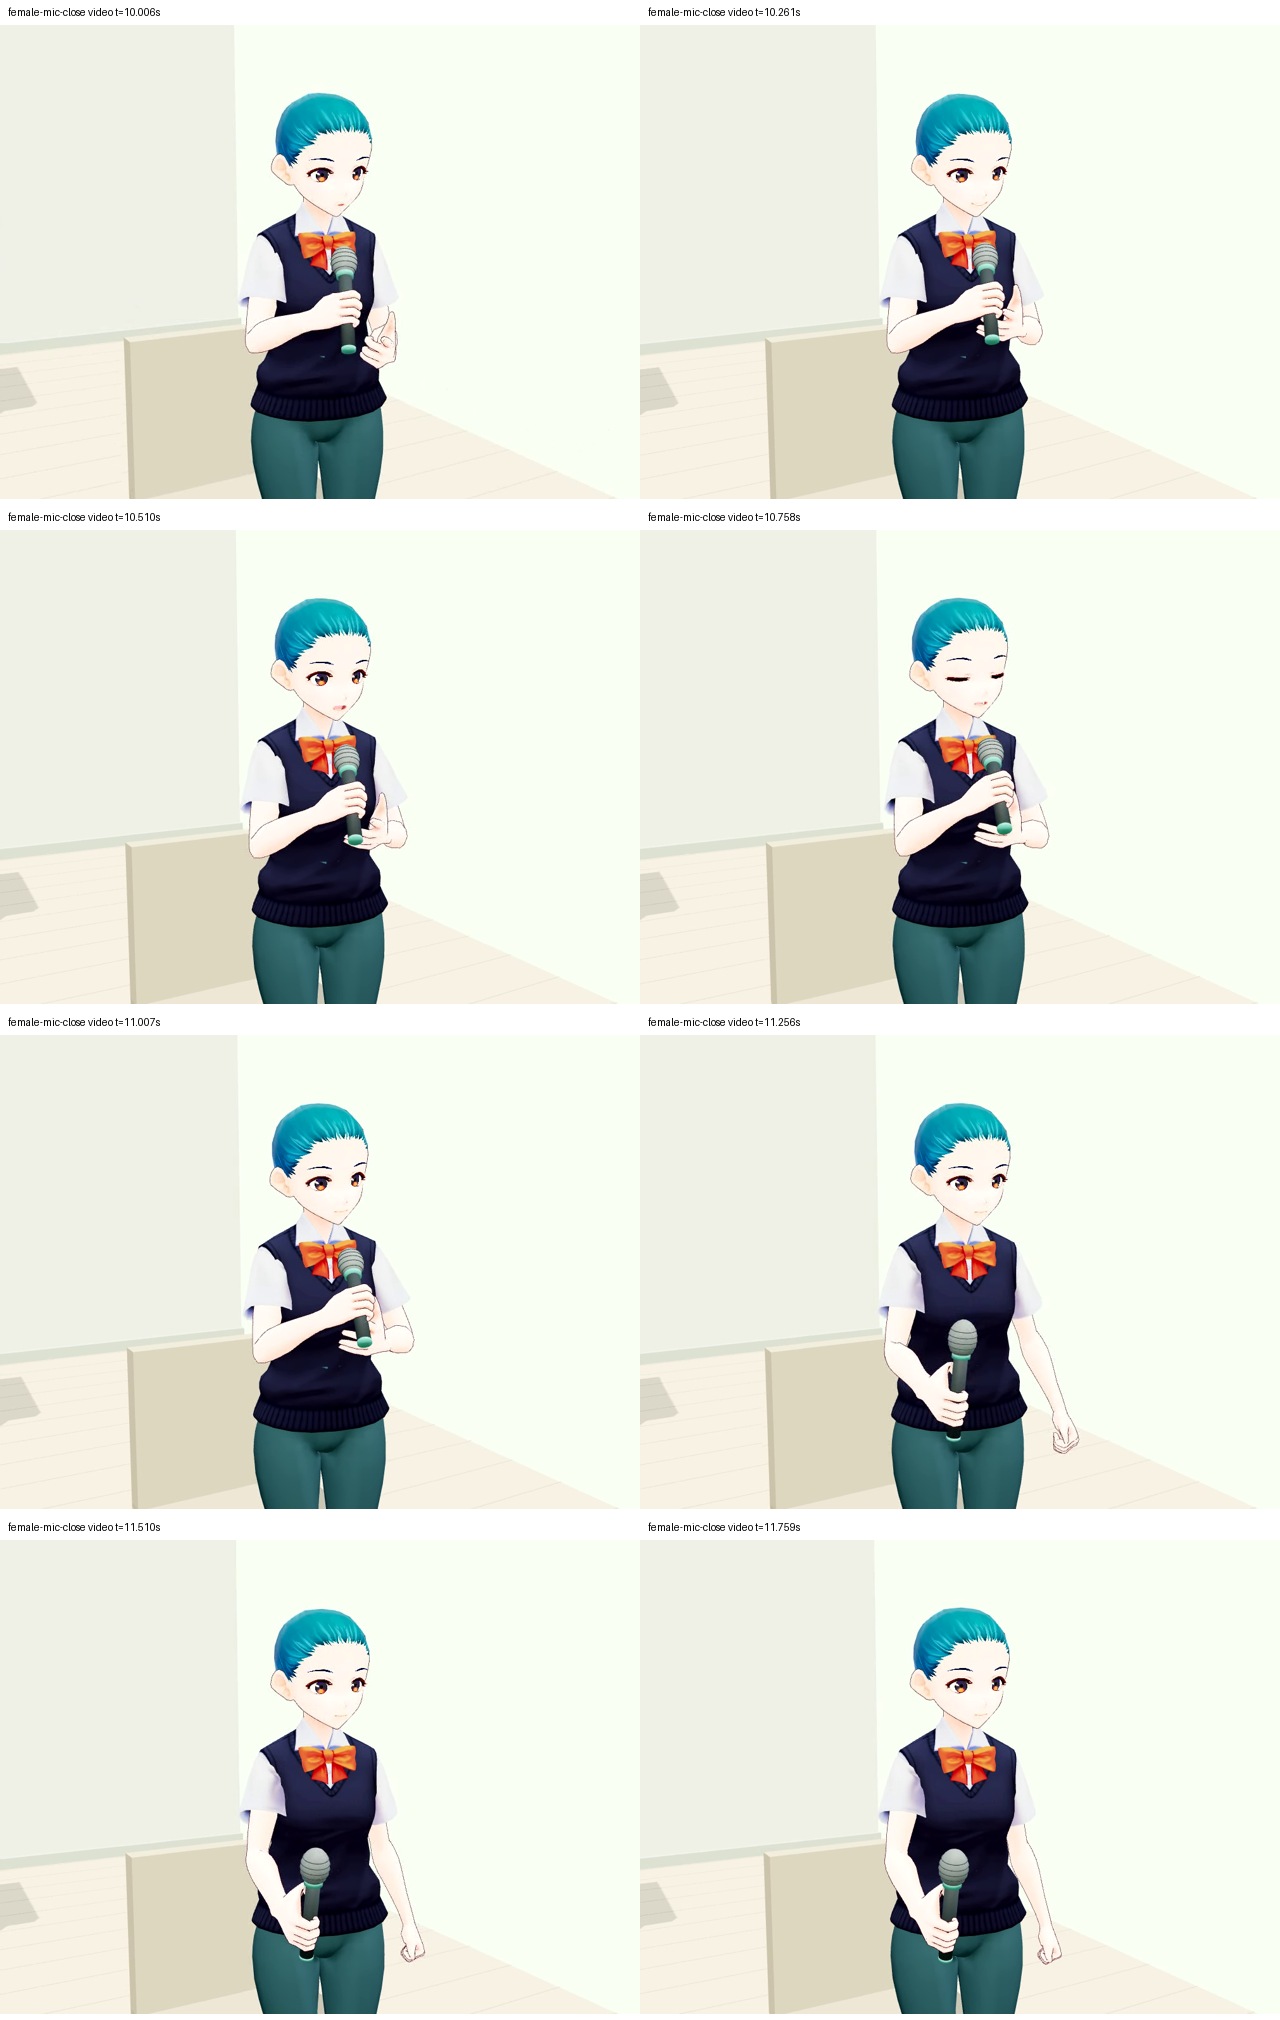 female-mic-close video t=10.006s
female-mic-close video t=10.261s
female-mic-close video t=10.510s
female-mic-close video t=10.758s
female-mic-close video t=11.007s
female-mic-close video t=11.256s
female-mic-close video t=11.510s
female-mic-close video t=11.759s